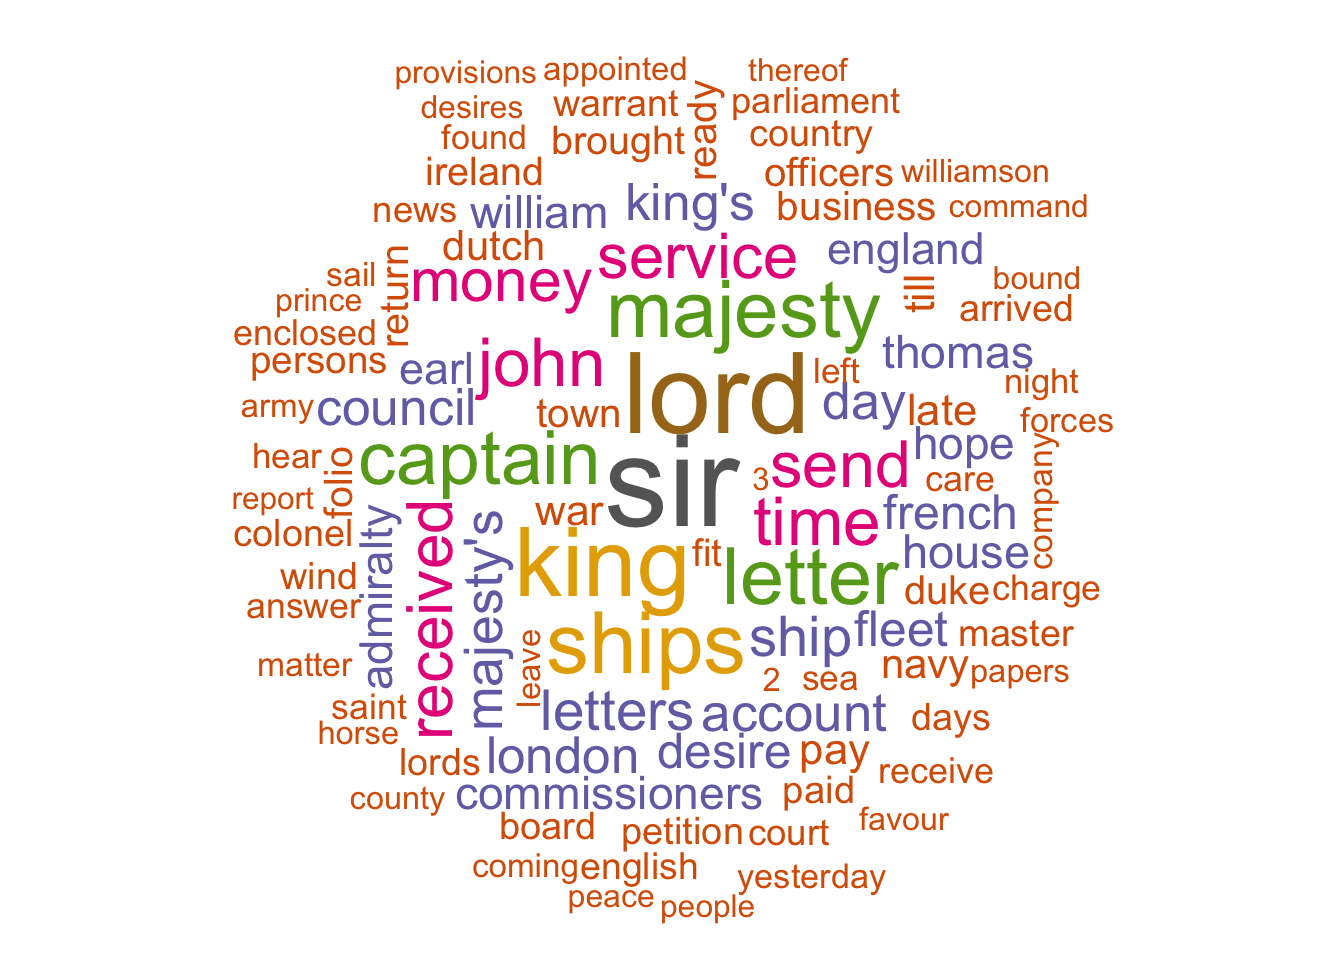 provisions appointed thereof
desires warrant parliament
found brought ready country
ireland officers williamson
news william king's business command
dutch service england
sail return money majesty till bound
prince arrived
enclosed john thomas
persons earl lord left night
army council town day late forces
hear folio captain sir 3 send hope care company
report war time french
colonel admiralty received majesty's king fit letter house
wind duke charge
answer ships ship fleet master
matter leave 2 sea navy papers
saint letters account days
horse london desire pay
lords receive
county commissioners paid
board petition court favour
coming english yesterday
peace people